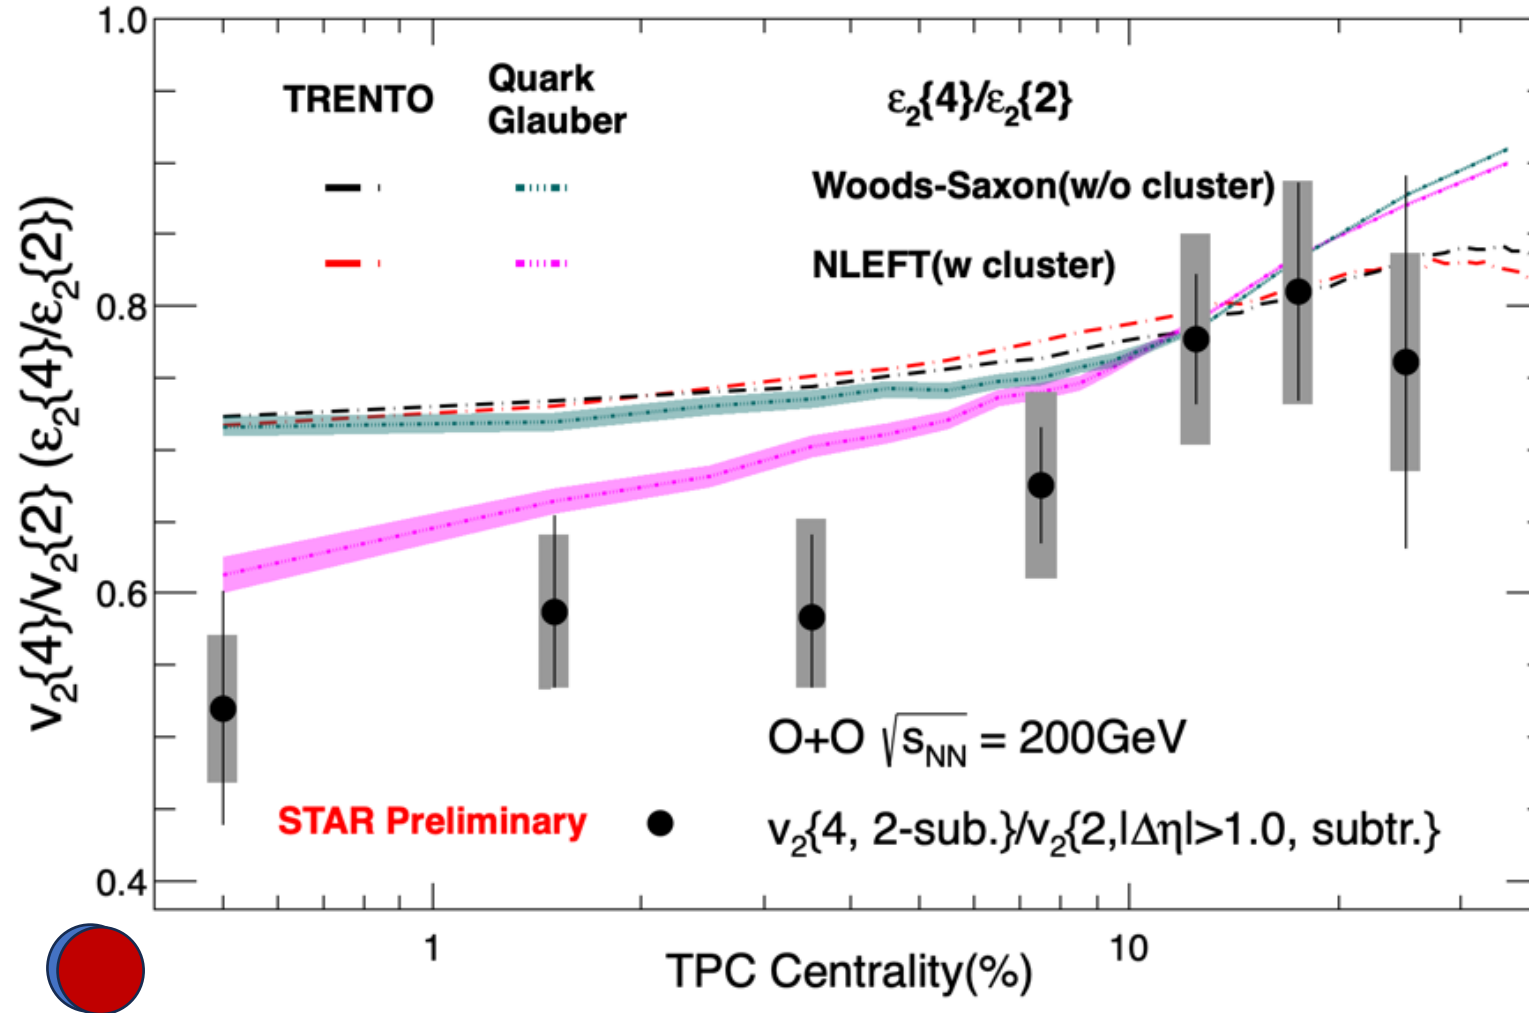 1.0
0.8
0.6
0.4
v₂{4}/v₂{2} (ε₂{4}/ε₂{2})
TRENTO
Quark
Glauber
ε₂{4}/ε₂{2}
Woods-Saxon(w/o cluster)
NLEFT(w cluster)
O+O √s_NN = 200GeV
STAR Preliminary
v₂{4, 2-sub.}/v₂{2,|Δη|>1.0, subtr.}
1
10
TPC Centrality(%)